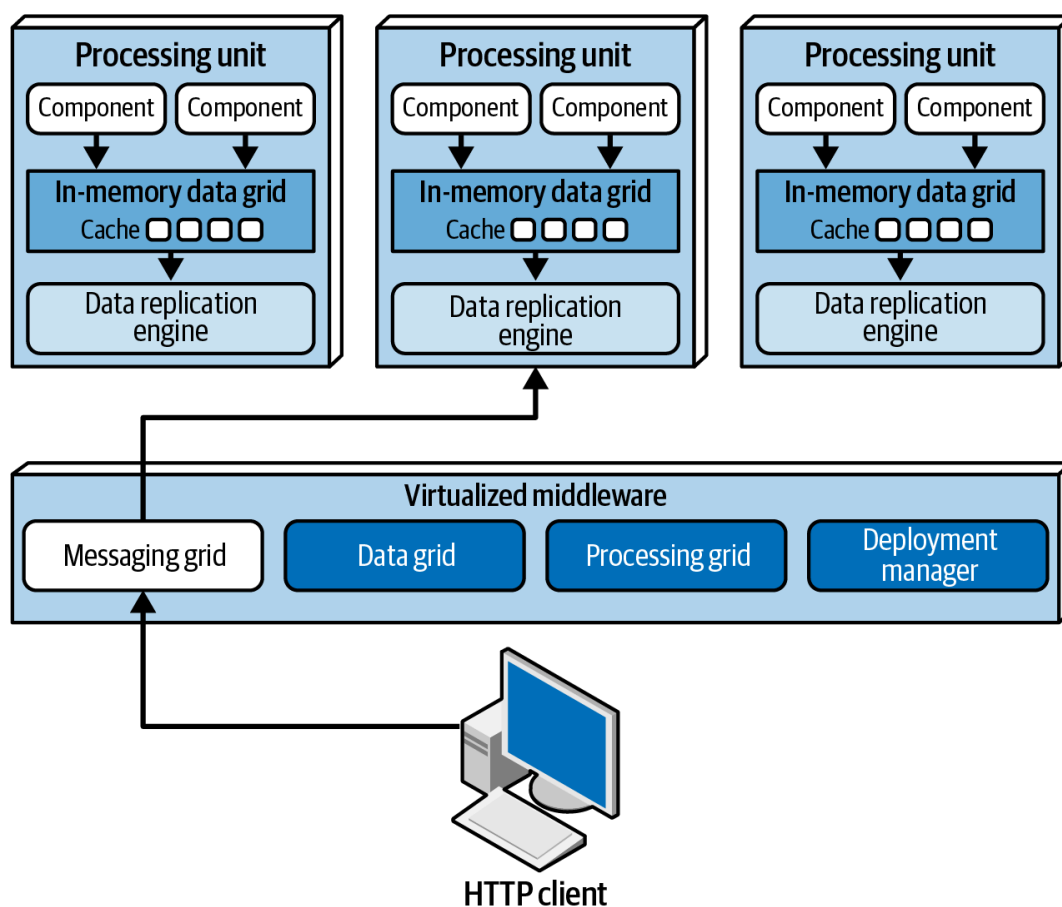 Processing unit
Component Component
In-memory data grid
Cache
Data replication
engine
Processing unit
Component Component
In-memory data grid
Cache
Data replication
engine
Processing unit
Component Component
In-memory data grid
Cache
Data replication
engine
Virtualized middleware
Messaging grid
Data grid
Processing grid
Deployment
manager
HTTP client